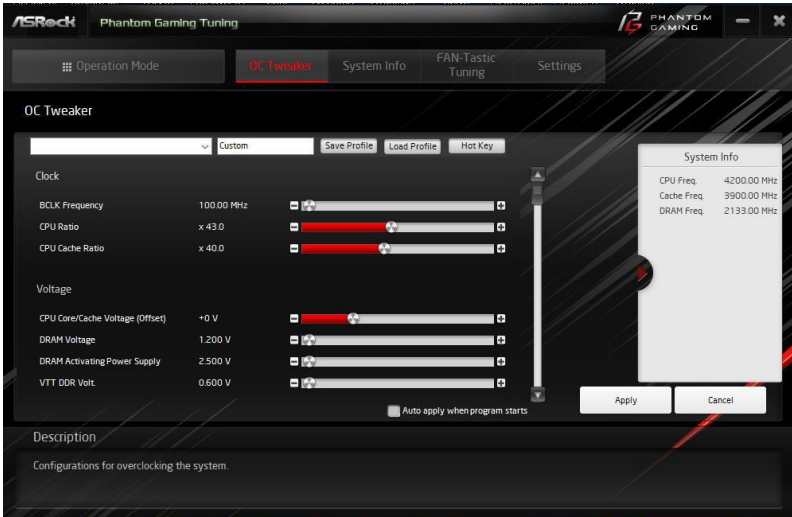 ASRock Phantom Gaming Tuning PHANTOM GAMING
Operation Mode
OC Tweaker
System Info
FAN-Tastic Tuning
Settings
OC Tweaker
Custom
Save Profile
Load Profile
Hot Key
Clock
BCLK Frequency 100.00 MHz
CPU Ratio x 43.0
CPU Cache Ratio x 40.0
Voltage
CPU Core/Cache Voltage (Offset) +0 V
DRAM Voltage 1.200 V
DRAM Activating Power Supply 2.500 V
VTT DDR Volt. 0.600 V
Auto apply when program starts
System Info
CPU Freq. 4200.00 MHz
Cache Freq. 3900.00 MHz
DRAM Freq. 2133.00 MHz
Apply
Cancel
Description
Configurations for overclocking the system.